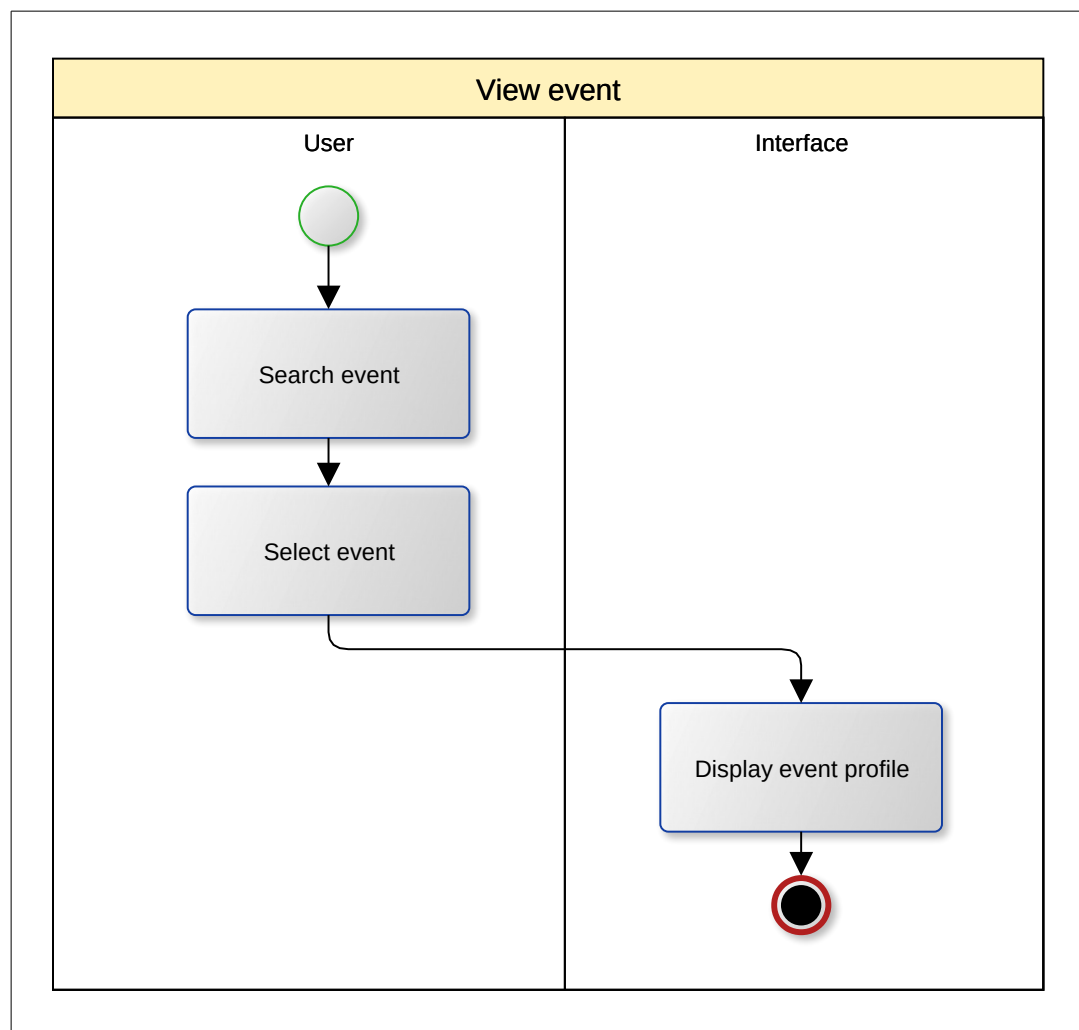 View event
User
Interface
Search event
Select event
Display event profile